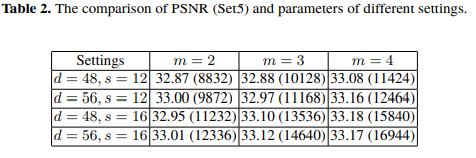 Table 2. The comparison of PSNR (Set5) and parameters of different settings.
Settings m = 2 m = 3 m = 4
d = 48, s = 12 32.87 (8832) 32.88 (10128) 33.08 (11424)
d = 56, s = 12 33.00 (9872) 32.97 (11168) 33.16 (12464)
d = 48, s = 16 32.95 (11232) 33.10 (13536) 33.18 (15840)
d = 56, s = 16 33.01 (12336) 33.12 (14640) 33.17 (16944)